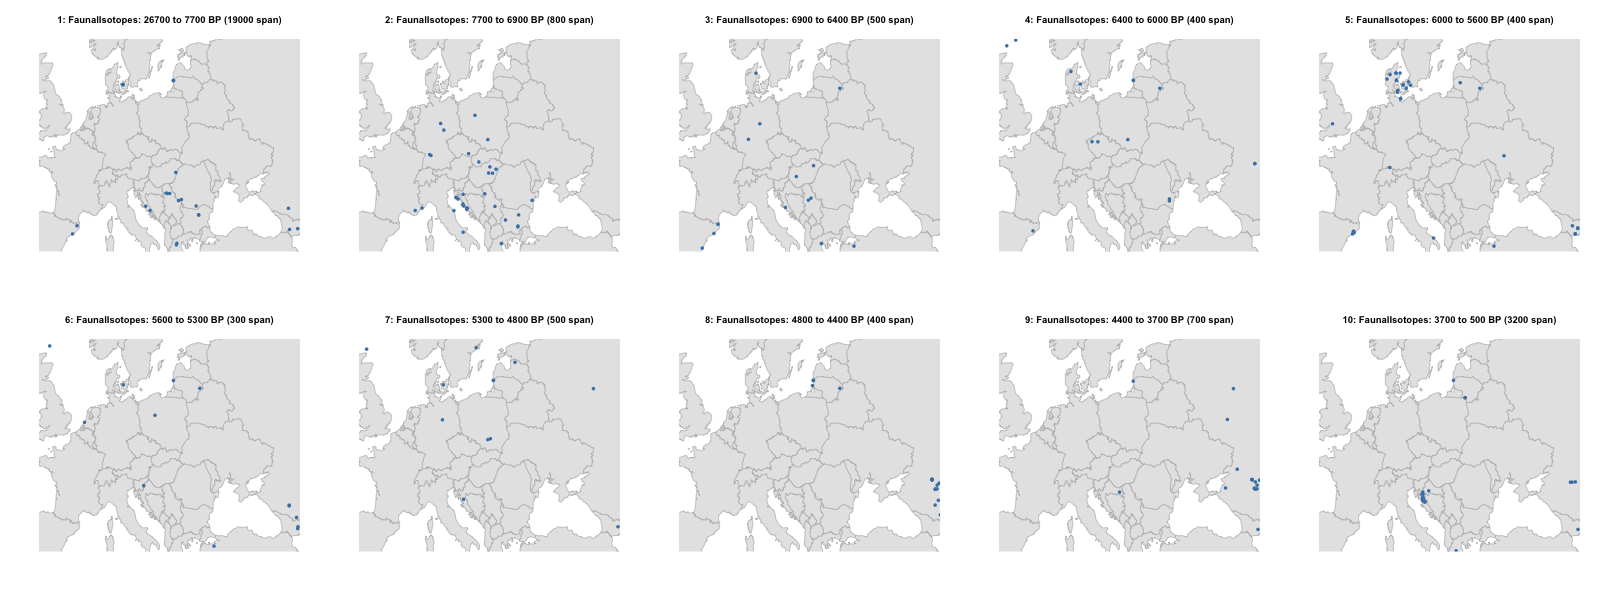 1: FaunalIsotopes: 26700 to 7700 BP (19000 span)
2: FaunalIsotopes: 7700 to 6900 BP (800 span)
3: FaunalIsotopes: 6900 to 6400 BP (500 span)
4: FaunalIsotopes: 6400 to 6000 BP (400 span)
5: FaunalIsotopes: 6000 to 5600 BP (400 span)
6: FaunalIsotopes: 5600 to 5300 BP (300 span)
7: FaunalIsotopes: 5300 to 4800 BP (500 span)
8: FaunalIsotopes: 4800 to 4400 BP (400 span)
9: FaunalIsotopes: 4400 to 3700 BP (700 span)
10: FaunalIsotopes: 3700 to 500 BP (3200 span)